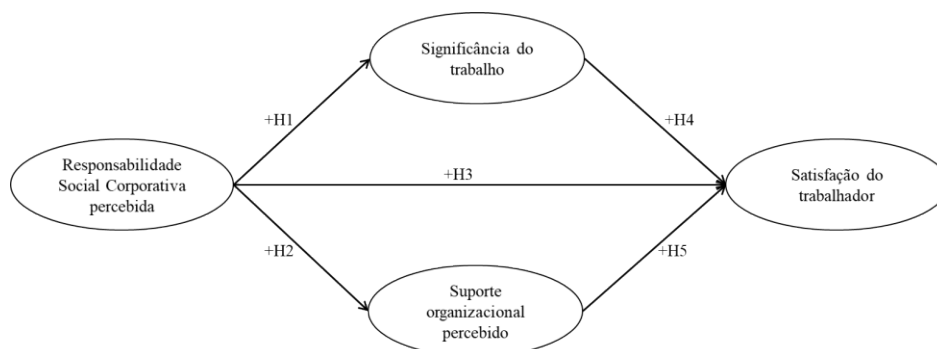 Significância do
trabalho
+H1
+H4
Responsabilidade
Social Corporativa
percebida
+H3
Satisfação do
trabalhador
+H2
+H5
Suporte
organizacional
percebido